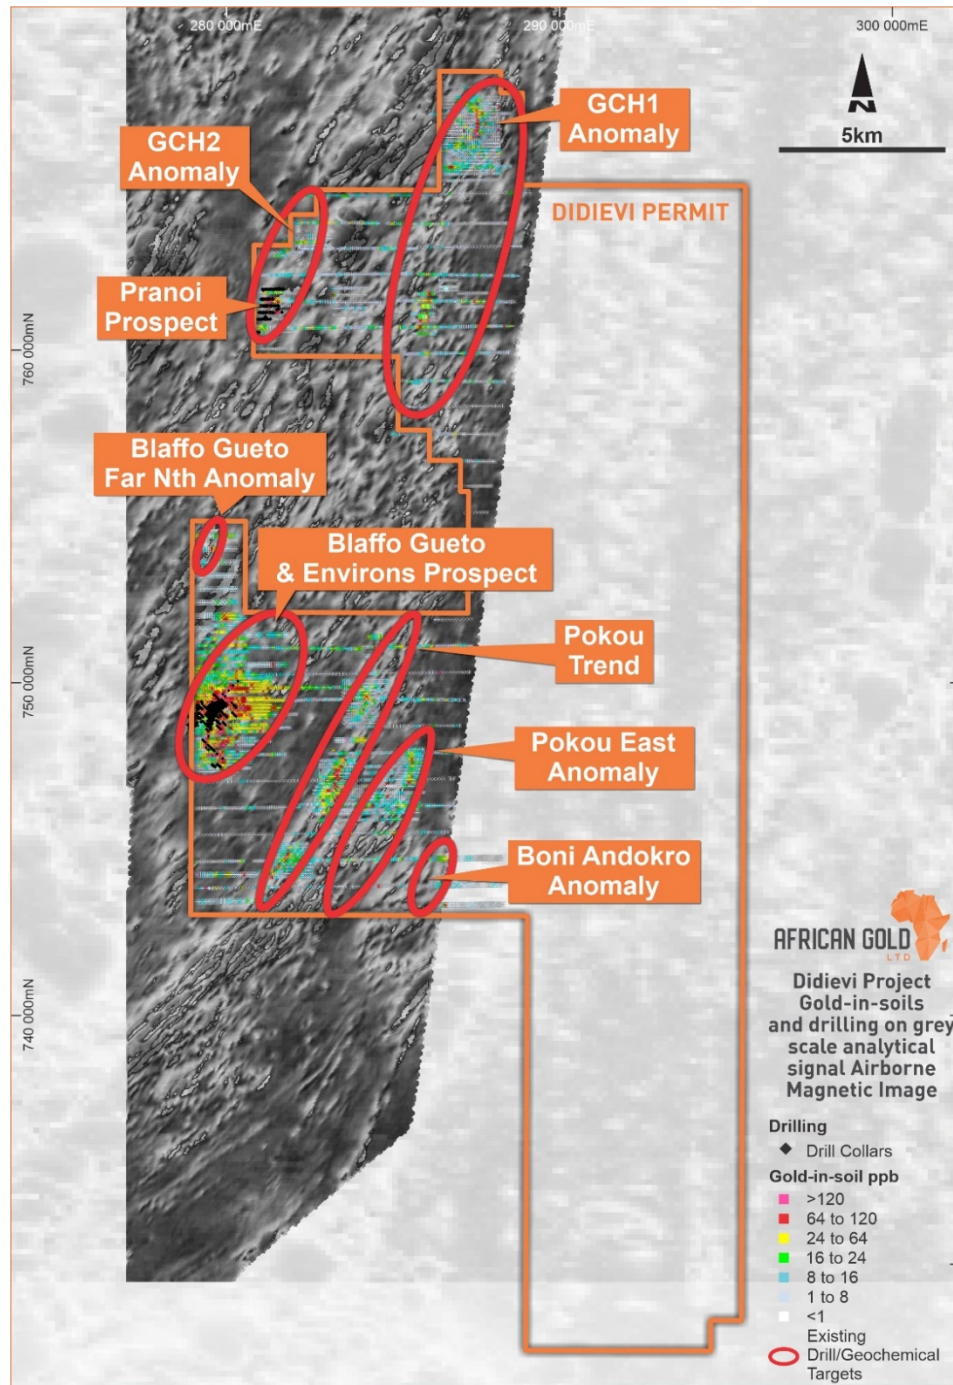 280 000mE
290 000mE
300 000mE
GCH1
Anomaly
N
5km
GCH2
Anomaly
DIDIEVI PERMIT
Pranoi
Prospect
760 000mN
Blaffo Gueto
Far Nth Anomaly
Blaffo Gueto
& Environs Prospect
Pokou
Trend
750 000mN
Pokou East
Anomaly
Boni Andokro
Anomaly
AFRICAN GOLD
LTD
740 000mN
Didievi Project
Gold-in-soils
and drilling on grey
scale analytical
signal Airborne
Magnetic Image
Drilling
Drill Collars
Gold-in-soil ppb
>120
64 to 120
24 to 64
16 to 24
8 to 16
1 to 8
<1
Existing
Drill/Geochemical
Targets